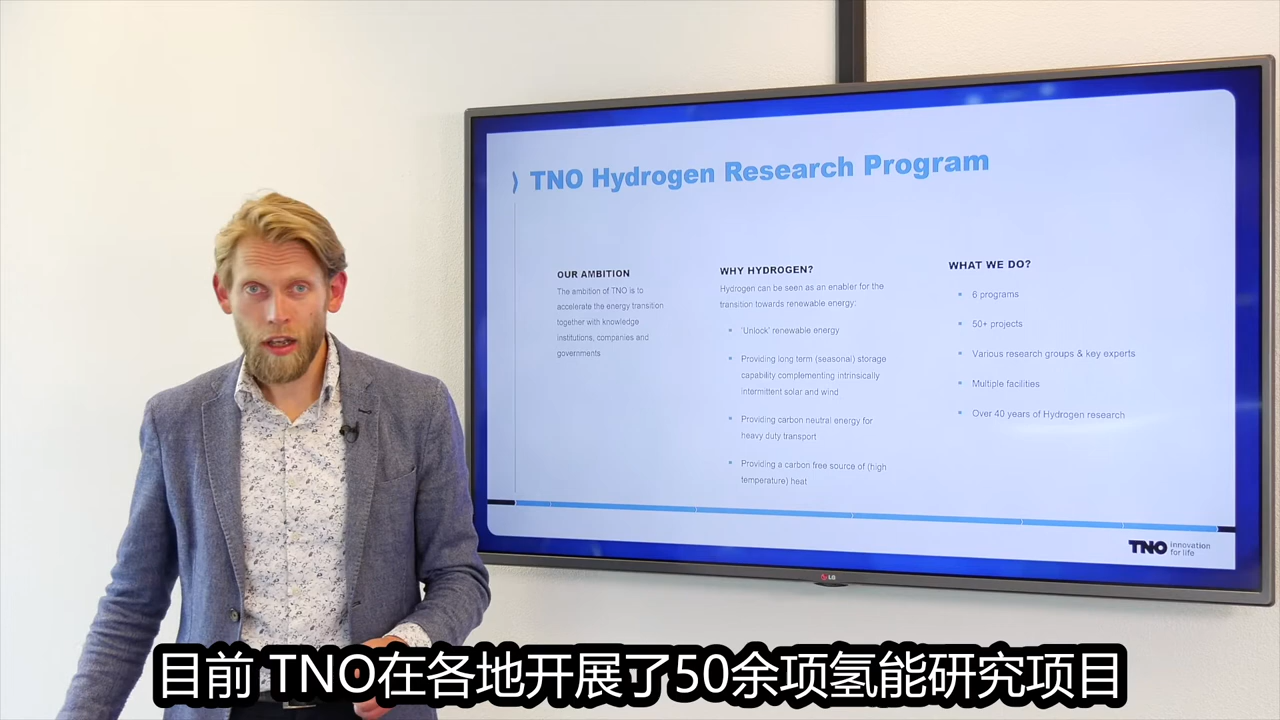 TNO Hydrogen Research Program
OUR AMBITION
The ambition of TNO is to
accelerate the energy transition
together with knowledge
institutions, companies and
governments
WHY HYDROGEN?
Hydrogen can be seen as an enabler for the
transition towards renewable energy:
'Unlock' renewable energy
Providing long term (seasonal) storage
capability complementing intrinsically
intermittent solar and wind
Providing carbon neutral energy for
heavy duty transport
Providing a carbon free source of (high
temperature) heat
WHAT WE DO?
6 programs
50+ projects
Various research groups & key experts
Multiple facilities
Over 40 years of Hydrogen research
TNO innovation
for life
LG
目前 TNO在各地开展了50余项氢能研究项目